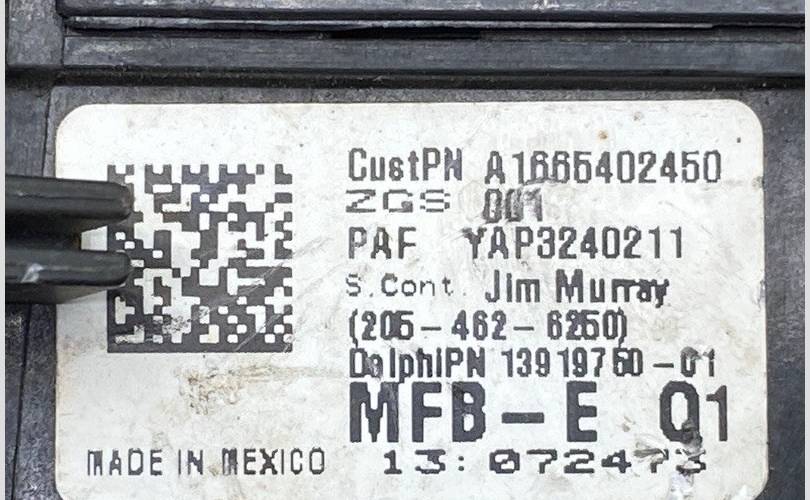 CustPN A1665402450
ZGS 001
PAF YAP3240211
S.Cont. Jim Murray
(205-462-6250)
DelphiPN 13919750-01
MFB-E Q1
MADE IN MEXICO 13:072473